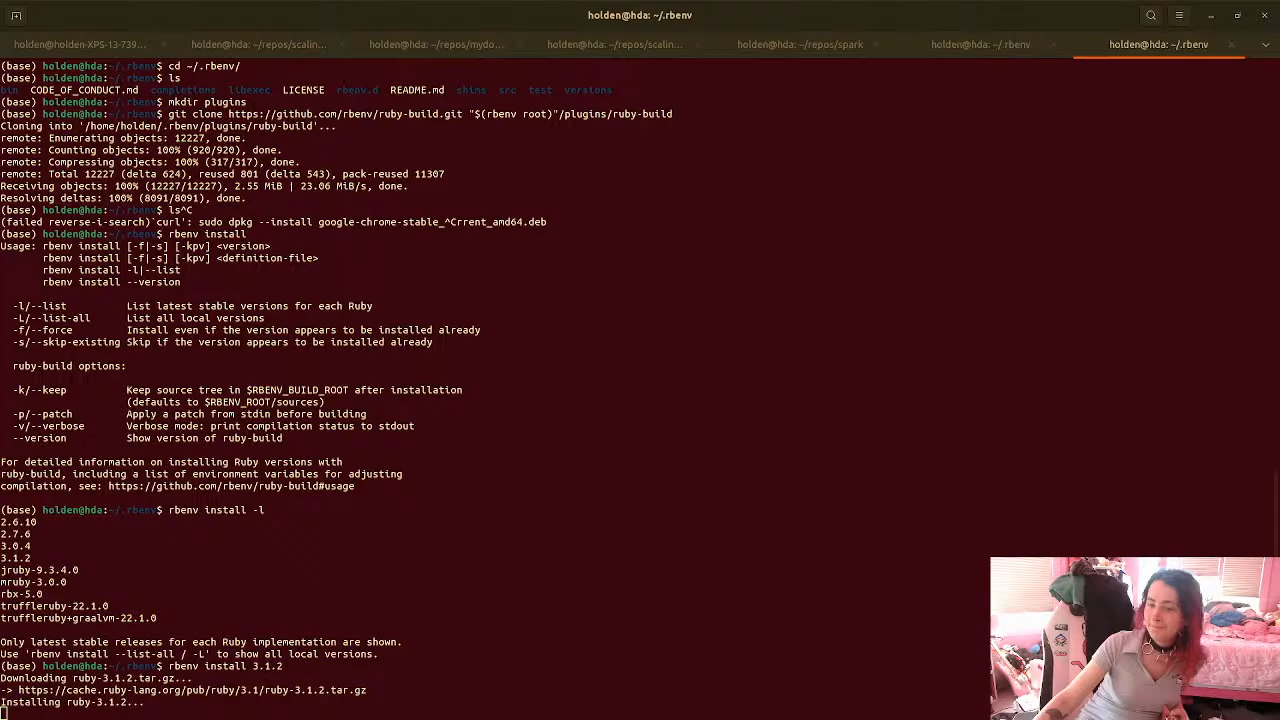 holden@hda: ~/.rbenv
holden@holden-XPS-13-739... holden@hda: ~/repos/scalin... holden@hda: ~/repos/mydo... holden@hda: ~/repos/scalin... holden@hda: ~/repos/spark holden@hda: ~/.rbenv holden@hda: ~/.rbenv
(base) holden@hda:~/.rbenv$ cd ~/.rbenv/
(base) holden@hda:~/.rbenv$ ls
bin CODE_OF_CONDUCT.md completions libexec LICENSE rbenv.d README.md shims src test versions
(base) holden@hda:~/.rbenv$ mkdir plugins
(base) holden@hda:~/.rbenv$ git clone https://github.com/rbenv/ruby-build.git "$(rbenv root)"/plugins/ruby-build
Cloning into '/home/holden/.rbenv/plugins/ruby-build'...
remote: Enumerating objects: 12227, done.
remote: Counting objects: 100% (920/920), done.
remote: Compressing objects: 100% (317/317), done.
remote: Total 12227 (delta 624), reused 801 (delta 543), pack-reused 11307
Receiving objects: 100% (12227/12227), 2.55 MiB | 23.06 MiB/s, done.
Resolving deltas: 100% (8091/8091), done.
(base) holden@hda:~/.rbenv$ ls^C
(failed reverse-i-search)`curl': sudo dpkg --install google-chrome-stable_^Crrent_amd64.deb
(base) holden@hda:~/.rbenv$ rbenv install
Usage: rbenv install [-f|-s] [-kpv] <version>
rbenv install [-f|-s] [-kpv] <definition-file>
rbenv install -l|--list
rbenv install --version
-l/--list List latest stable versions for each Ruby
-L/--list-all List all local versions
-f/--force Install even if the version appears to be installed already
-s/--skip-existing Skip if the version appears to be installed already
ruby-build options:
-k/--keep Keep source tree in $RBENV_BUILD_ROOT after installation
(defaults to $RBENV_ROOT/sources)
-p/--patch Apply a patch from stdin before building
-v/--verbose Verbose mode: print compilation status to stdout
--version Show version of ruby-build
For detailed information on installing Ruby versions with
ruby-build, including a list of environment variables for adjusting
compilation, see: https://github.com/rbenv/ruby-build#usage
(base) holden@hda:~/.rbenv$ rbenv install -l
2.6.10
2.7.6
3.0.4
3.1.2
jruby-9.3.4.0
mruby-3.0.0
rbx-5.0
truffleruby-22.1.0
truffleruby+graalvm-22.1.0
Only latest stable releases for each Ruby implementation are shown.
Use 'rbenv install --list-all / -L' to show all local versions.
(base) holden@hda:~/.rbenv$ rbenv install 3.1.2
Downloading ruby-3.1.2.tar.gz...
-> https://cache.ruby-lang.org/pub/ruby/3.1/ruby-3.1.2.tar.gz
Installing ruby-3.1.2...